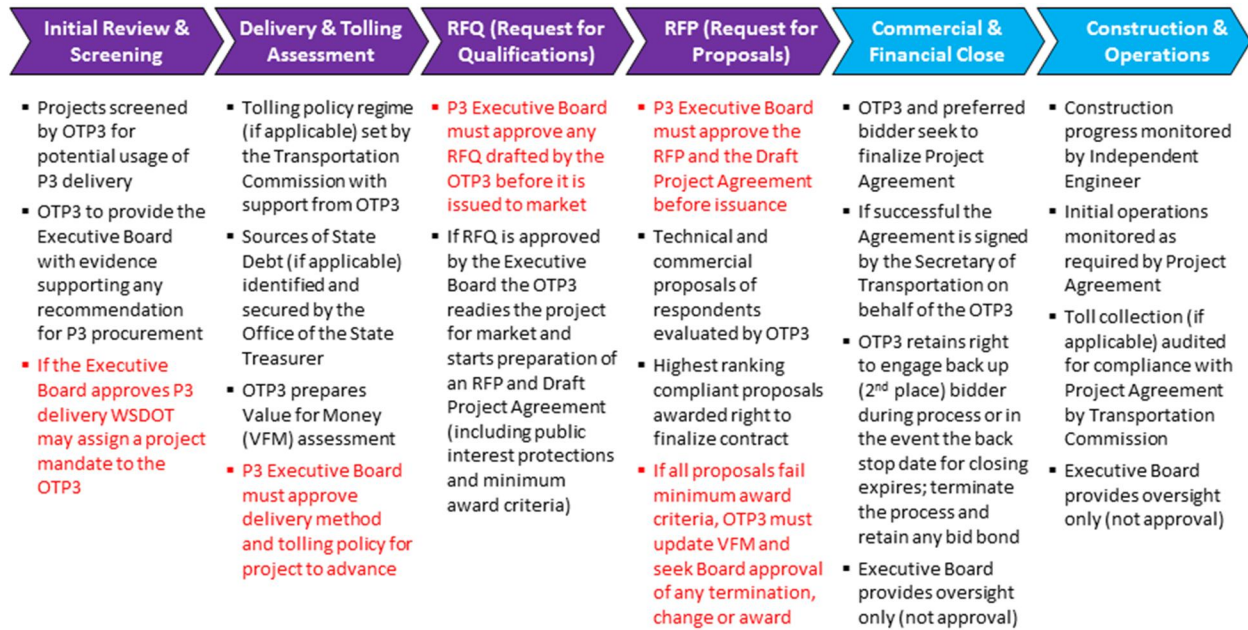 Initial Review &
Screening
Delivery & Tolling
Assessment
RFQ (Request for
Qualifications)
RFP (Request for
Proposals)
Commercial &
Financial Close
Construction &
Operations
▪ Projects screened
by OTP3 for
potential usage of
P3 delivery
▪ OTP3 to provide the
Executive Board
with evidence
supporting any
recommendation
for P3 procurement
▪ If the Executive
Board approves P3
delivery WSDOT
may assign a project
mandate to the
OTP3
▪ Tolling policy regime
(if applicable) set by
the Transportation
Commission with
support from OTP3
▪ Sources of State
Debt (if applicable)
identified and
secured by the
Office of the State
Treasurer
▪ OTP3 prepares
Value for Money
(VFM) assessment
▪ P3 Executive Board
must approve
delivery method
and tolling policy for
project to advance
▪ P3 Executive Board
must approve any
RFQ drafted by the
OTP3 before it is
issued to market
▪ If RFQ is approved
by the Executive
Board the OTP3
readies the project
for market and
starts preparation of
an RFP and Draft
Project Agreement
(including public
interest protections
and minimum
award criteria)
▪ P3 Executive Board
must approve the
RFP and the Draft
Project Agreement
before issuance
▪ Technical and
commercial
proposals of
respondents
evaluated by OTP3
▪ Highest ranking
compliant proposals
awarded right to
finalize contract
▪ If all proposals fail
minimum award
criteria, OTP3 must
update VFM and
seek Board approval
of any termination,
change or award
▪ OTP3 and preferred
bidder seek to
finalize Project
Agreement
▪ If successful the
Agreement is signed
by the Secretary of
Transportation on
behalf of the OTP3
▪ OTP3 retains right
to engage back up
(2nd place) bidder
during process or in
the event the back
stop date for closing
expires; terminate
the process and
retain any bid bond
▪ Executive Board
provides oversight
only (not approval)
▪ Construction
progress monitored
by Independent
Engineer
▪ Initial operations
monitored as
required by Project
Agreement
▪ Toll collection (if
applicable) audited
for compliance with
Project Agreement
by Transportation
Commission
▪ Executive Board
provides oversight
only (not approval)